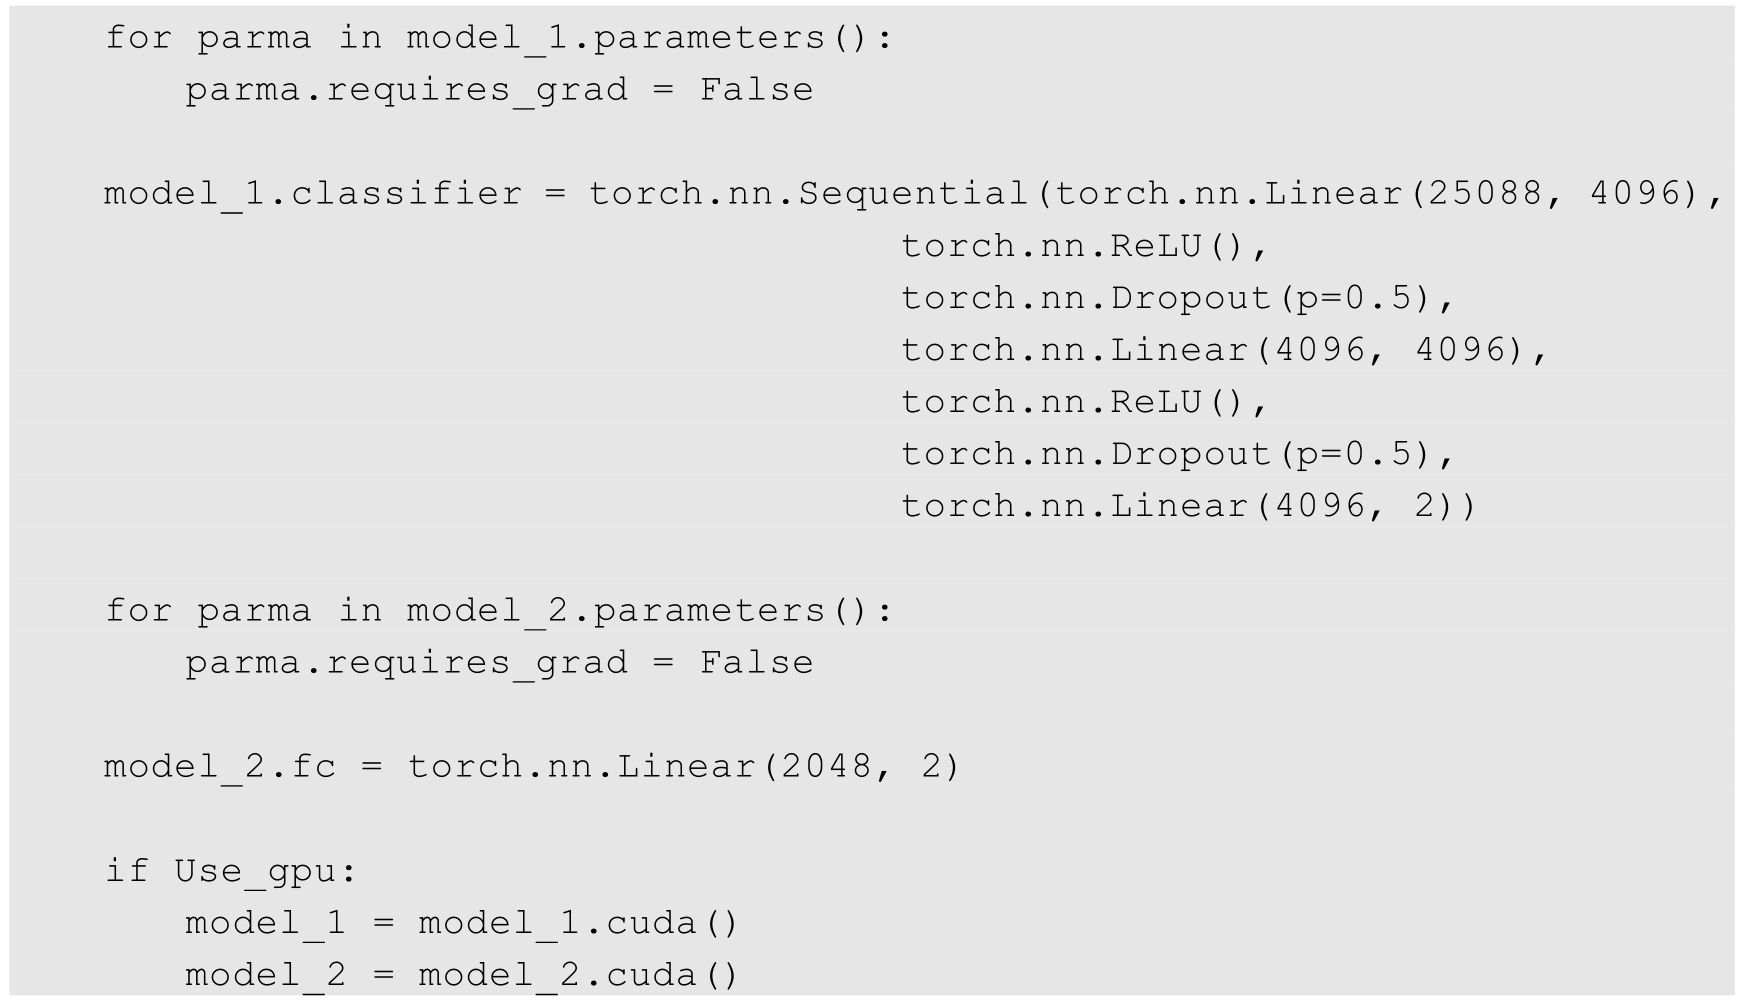 for parma in model_1.parameters():
    parma.requires_grad = False

model_1.classifier = torch.nn.Sequential(torch.nn.Linear(25088, 4096),
                                         torch.nn.ReLU(),
                                         torch.nn.Dropout(p=0.5),
                                         torch.nn.Linear(4096, 4096),
                                         torch.nn.ReLU(),
                                         torch.nn.Dropout(p=0.5),
                                         torch.nn.Linear(4096, 2))

for parma in model_2.parameters():
    parma.requires_grad = False

model_2.fc = torch.nn.Linear(2048, 2)

if Use_gpu:
    model_1 = model_1.cuda()
    model_2 = model_2.cuda()